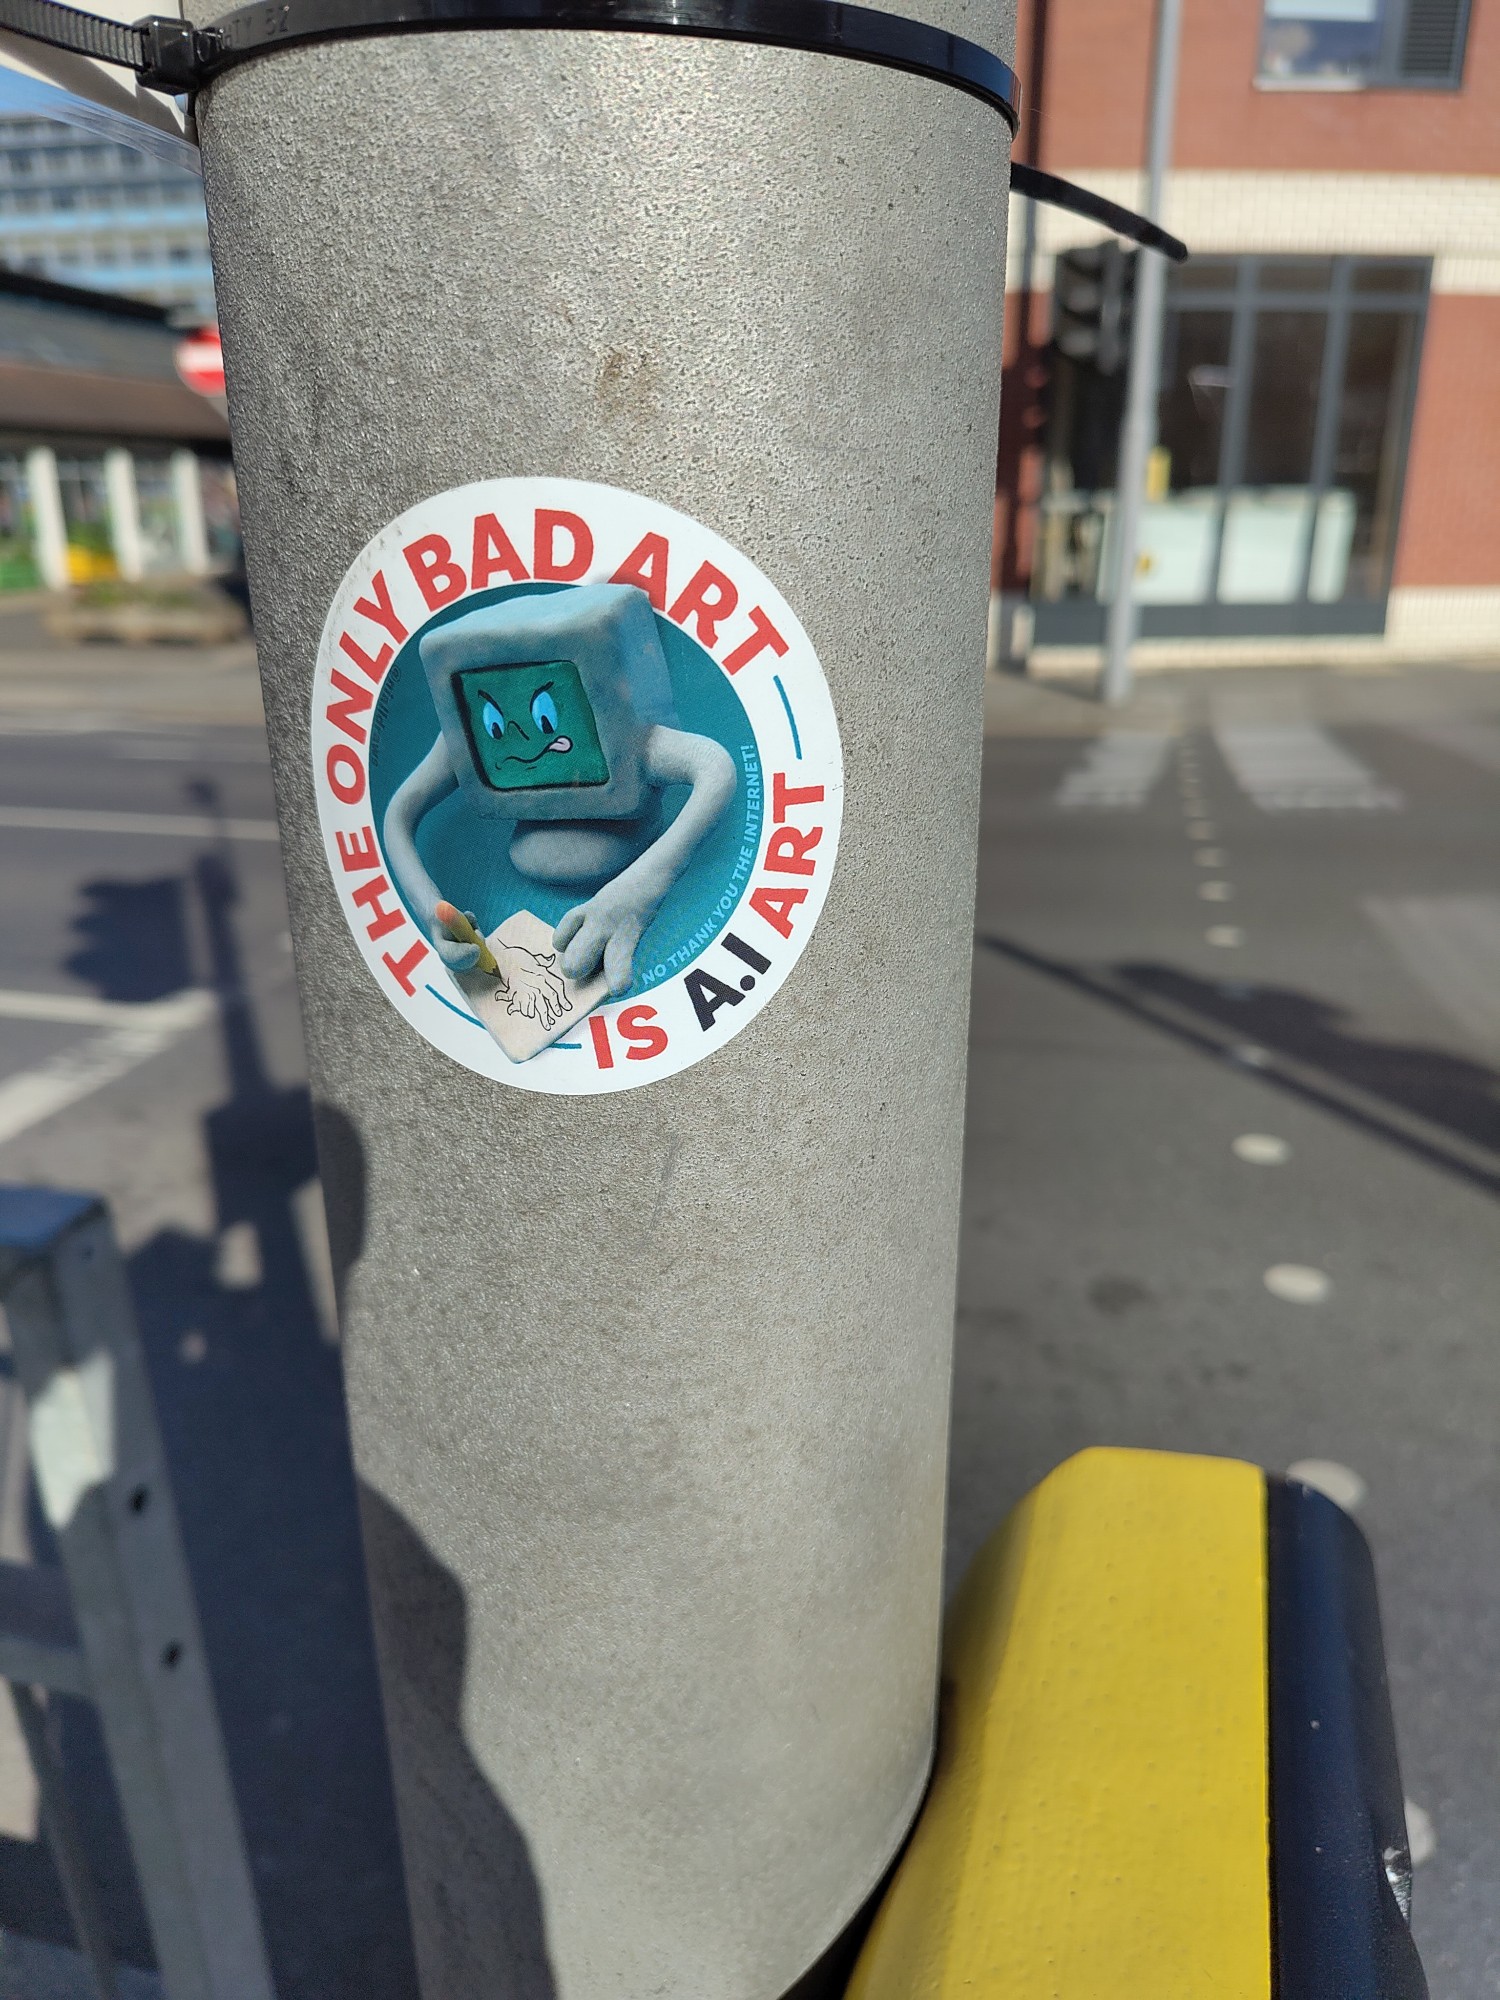 THE ONLY BAD ART
IS A.I ART
NO THANK YOU THE INTERNET!